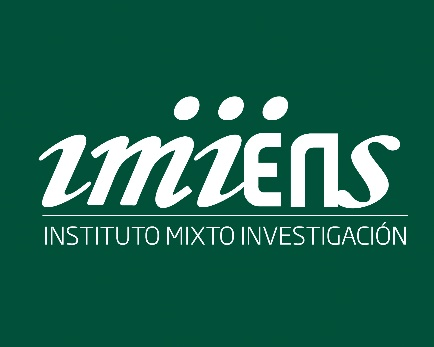 imiens
INSTITUTO MIXTO INVESTIGACIÓN